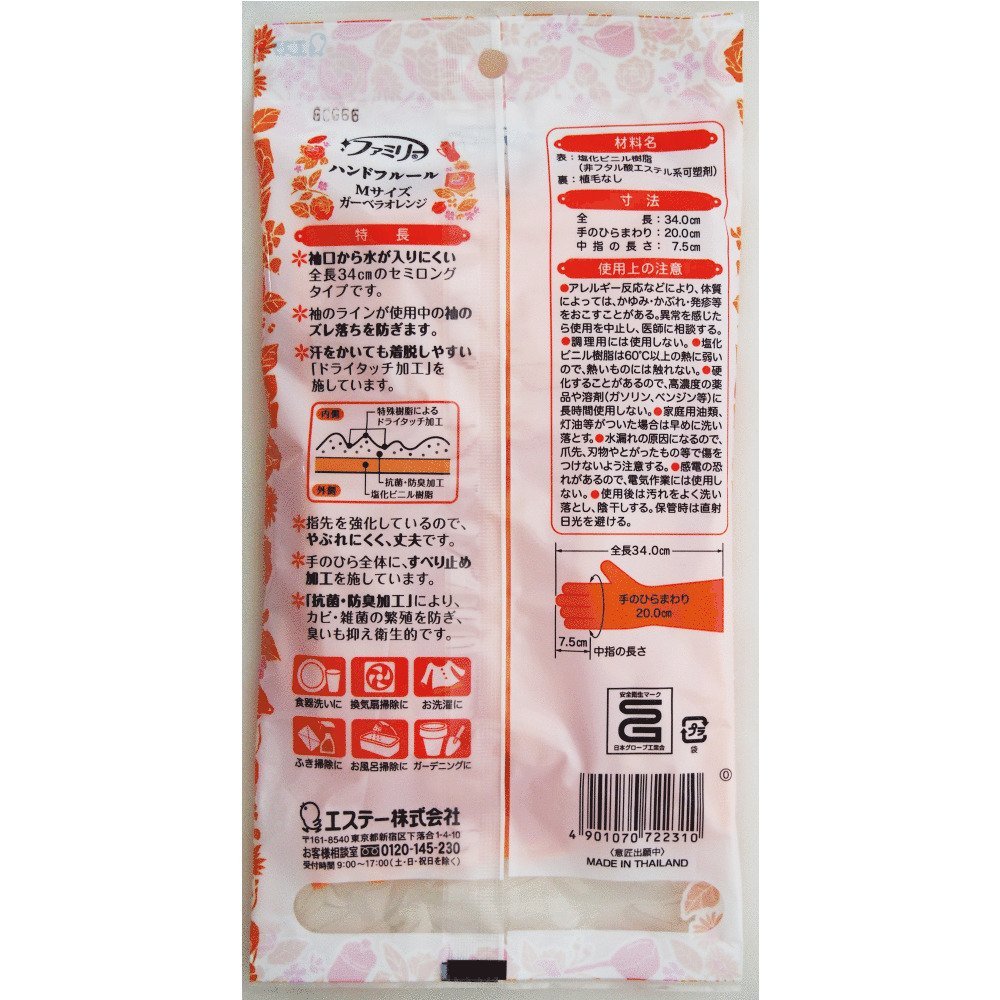 GCG66
ファミリー®
ハンドフルール
Mサイズ
ガーベラオレンジ
特長
*袖口から水が入りにくい
全長34cmのセミロング
タイプです。
*袖のラインが使用中の袖の
ズレ落ちを防ぎます。
*汗をかいても着脱しやすい
「ドライタッチ加工」を
施しています。
内側
特殊樹脂による
ドライタッチ加工
抗菌・防臭加工
外側
塩化ビニル樹脂
*指先を強化しているので、
やぶれにくく、丈夫です。
*手のひら全体に、すべり止め
加工を施しています。
*「抗菌・防臭加工」により、
カビ・雑菌の繁殖を防ぎ、
臭いも抑え衛生的です。
食器洗いに 換気扇掃除に お洗濯に
ふき掃除に お風呂掃除に ガーデニングに
エステー株式会社
〒161-8540 東京都新宿区下落合1-4-10
お客様相談室 0120-145-230
受付時間 9:00〜17:00(土・日・祝日を除く)
材料名
表:塩化ビニル樹脂
(非フタル酸エステル系可塑剤)
裏:植毛なし
寸法
全長:34.0cm
手のひらまわり:20.0cm
中指の長さ:7.5cm
使用上の注意
●アレルギー反応などにより、体質
によっては、かゆみ・かぶれ・発疹等
をおこすことがある。異常を感じた
ら使用を中止し、医師に相談する。
●調理用には使用しない。●塩化
ビニル樹脂は60℃以上の熱に弱い
ので、熱いものには触れない。●硬
化することがあるので、高濃度の薬
品や溶剤(ガソリン、ベンジン等)に
長時間使用しない。●家庭用油類、
灯油等がついた場合は早めに洗い
落とす。●水漏れの原因になるので、
爪先、刃物やとがったもの等で傷を
つけないよう注意する。●感電の恐
れがあるので、電気作業には使用し
ない。●使用後は汚れをよく洗い
落とし、陰干しする。保管時は直射
日光を避ける。
全長34.0cm
手のひらまわり
20.0cm
7.5cm
中指の長さ
安全衛生マーク
SG
日本グローブ工業会
プラ
袋
⓪
4 901070 722310
〈意匠出願中〉
MADE IN THAILAND